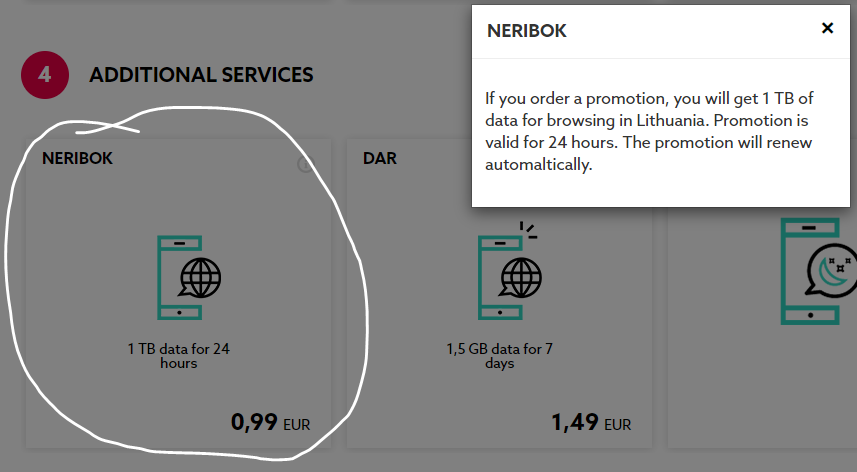 NERIBOK
×
If you order a promotion, you will get 1 TB of
data for browsing in Lithuania. Promotion is
valid for 24 hours. The promotion will renew
automaltically.
4 ADDITIONAL SERVICES
NERIBOK
1 TB data for 24
hours
0,99 EUR
DAR
1,5 GB data for 7
days
1,49 EUR